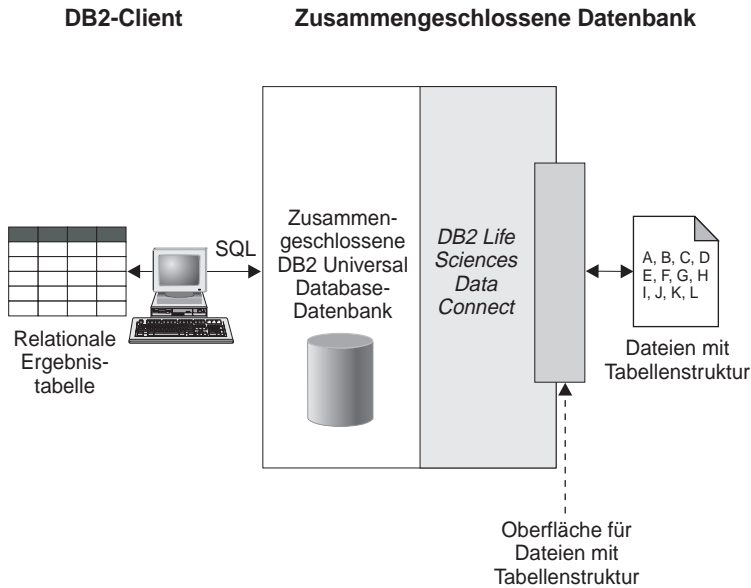 DB2-Client
Zusammengeschlossene Datenbank
SQL
Relationale
Ergebnis-
tabelle
Zusammen-
geschlossene
DB2 Universal
Database-
Datenbank
DB2 Life
Sciences
Data
Connect
A, B, C, D
E, F, G, H
I, J, K, L
Dateien mit
Tabellenstruktur
Oberfläche für
Dateien mit
Tabellenstruktur